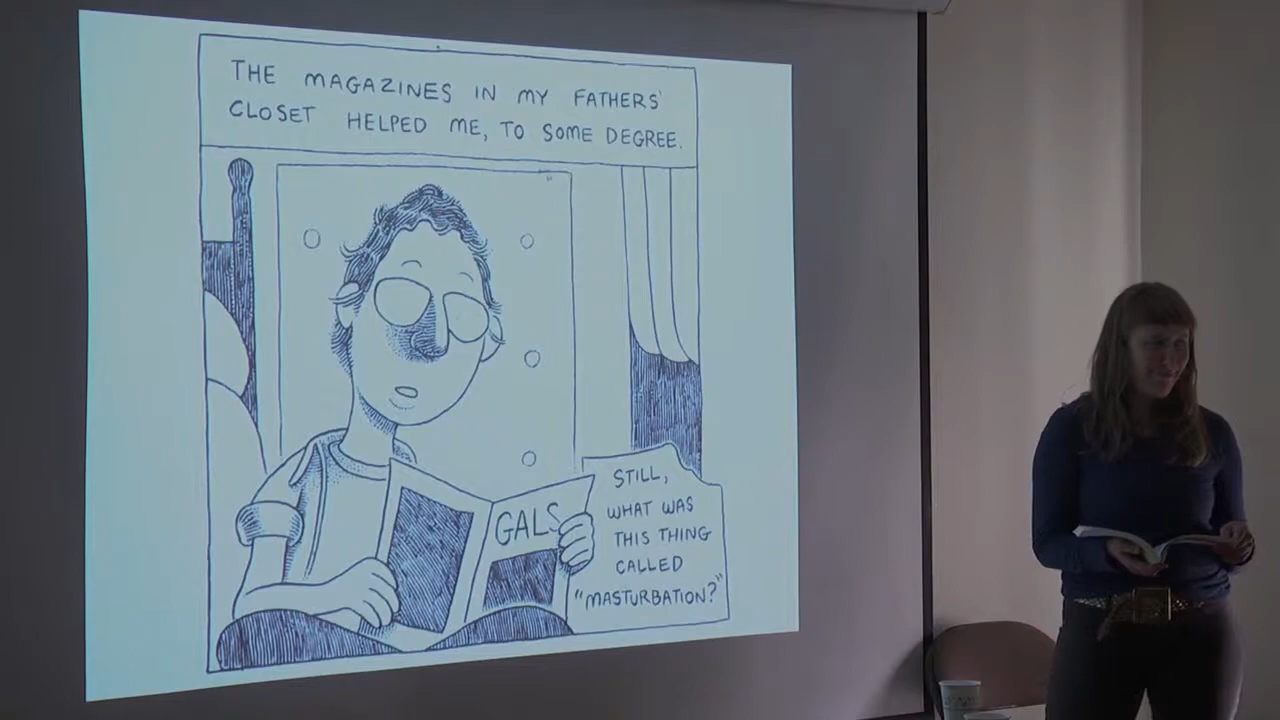 THE MAGAZINES IN MY FATHERS'
CLOSET HELPED ME, TO SOME DEGREE.
GALS
STILL,
WHAT WAS
THIS THING
CALLED
"MASTURBATION?"